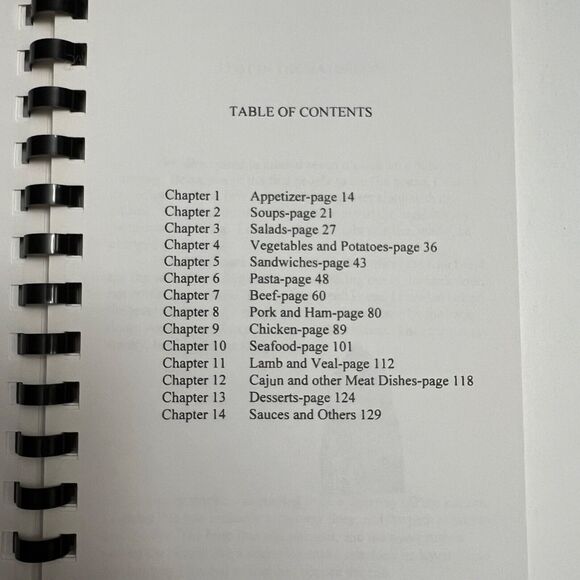 TABLE OF CONTENTS
Chapter 1 Appetizer-page 14
Chapter 2 Soups-page 21
Chapter 3 Salads-page 27
Chapter 4 Vegetables and Potatoes-page 36
Chapter 5 Sandwiches-page 43
Chapter 6 Pasta-page 48
Chapter 7 Beef-page 60
Chapter 8 Pork and Ham-page 80
Chapter 9 Chicken-page 89
Chapter 10 Seafood-page 101
Chapter 11 Lamb and Veal-page 112
Chapter 12 Cajun and other Meat Dishes-page 118
Chapter 13 Desserts-page 124
Chapter 14 Sauces and Others 129